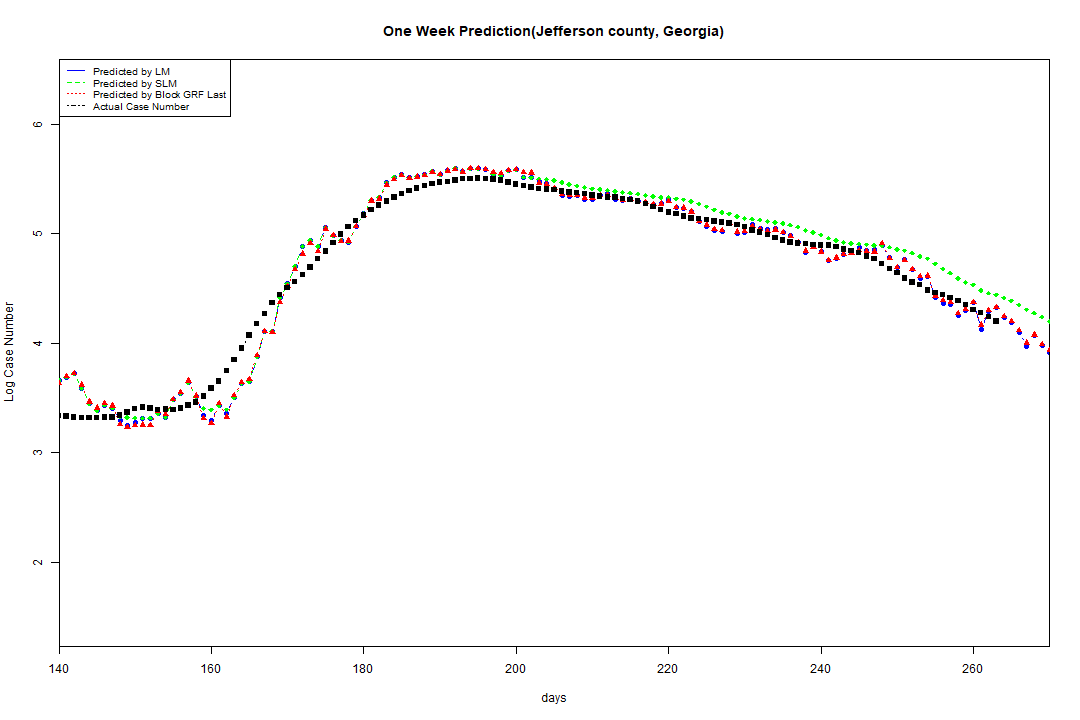 One Week Prediction(Jefferson county, Georgia)
Predicted by LM
Predicted by SLM
Predicted by Block GRF Last
Actual Case Number
6
5
4
3
2
Log Case Number
140 160 180 200 220 240 260
days